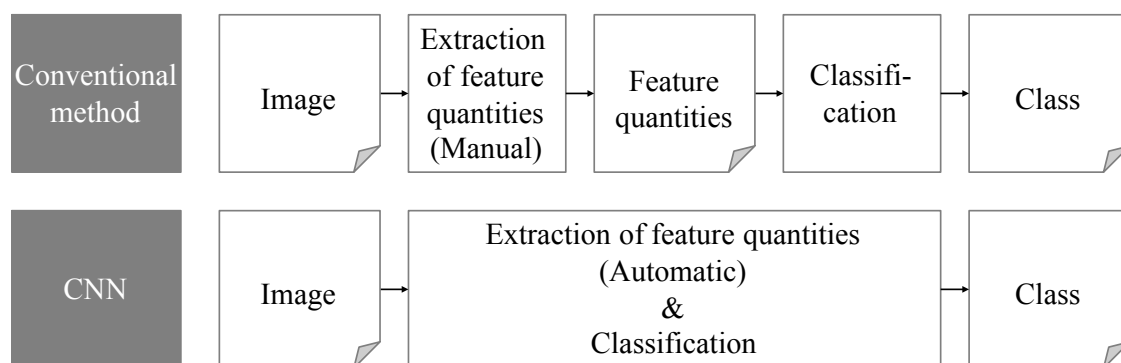 Conventional
method
Image
Extraction
of feature
quantities
(Manual)
Feature
quantities
Classifi-
cation
Class
CNN
Image
Extraction of feature quantities
(Automatic)
&
Classification
Class